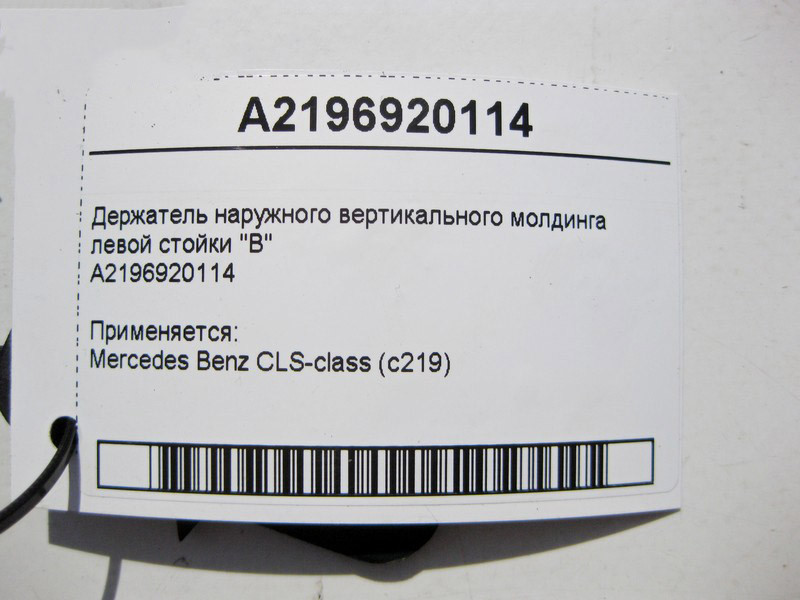 A2196920114
Держатель наружного вертикального молдинга
левой стойки "В"
A2196920114
Применяется:
Mercedes Benz CLS-class (c219)